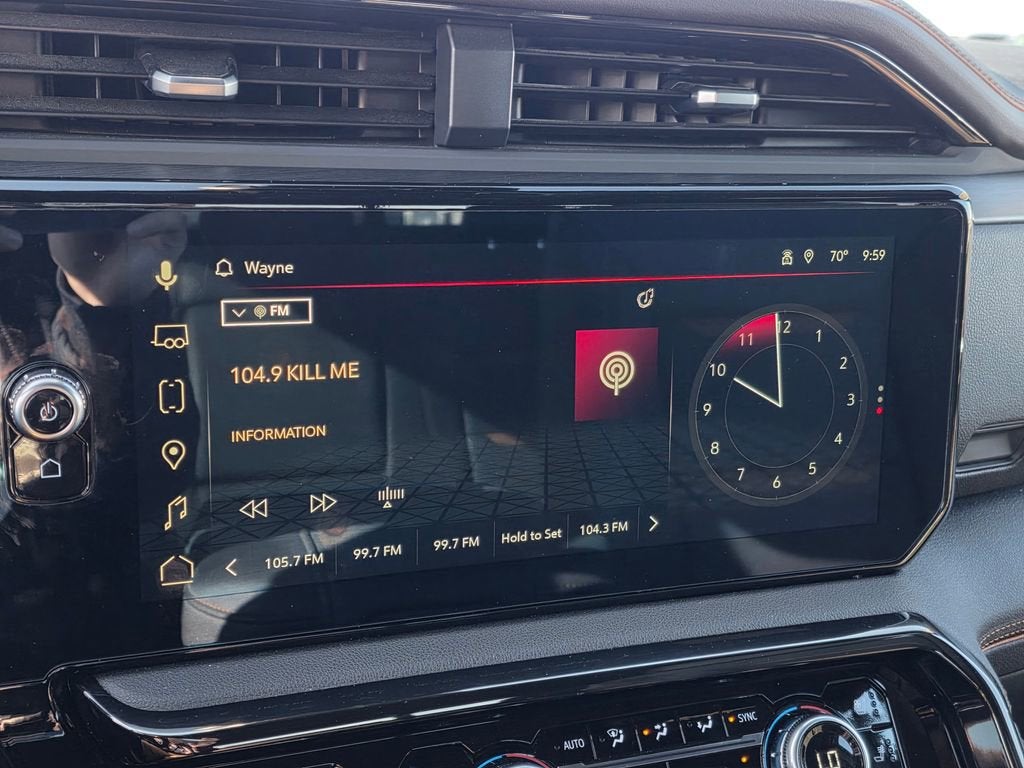 Wayne
70° 9:59
FM
104.9 KILL ME
INFORMATION
12
1
2
3
4
5
6
7
8
9
10
11
105.7 FM
99.7 FM
99.7 FM
Hold to Set
104.3 FM
AUTO
SYNC
LO